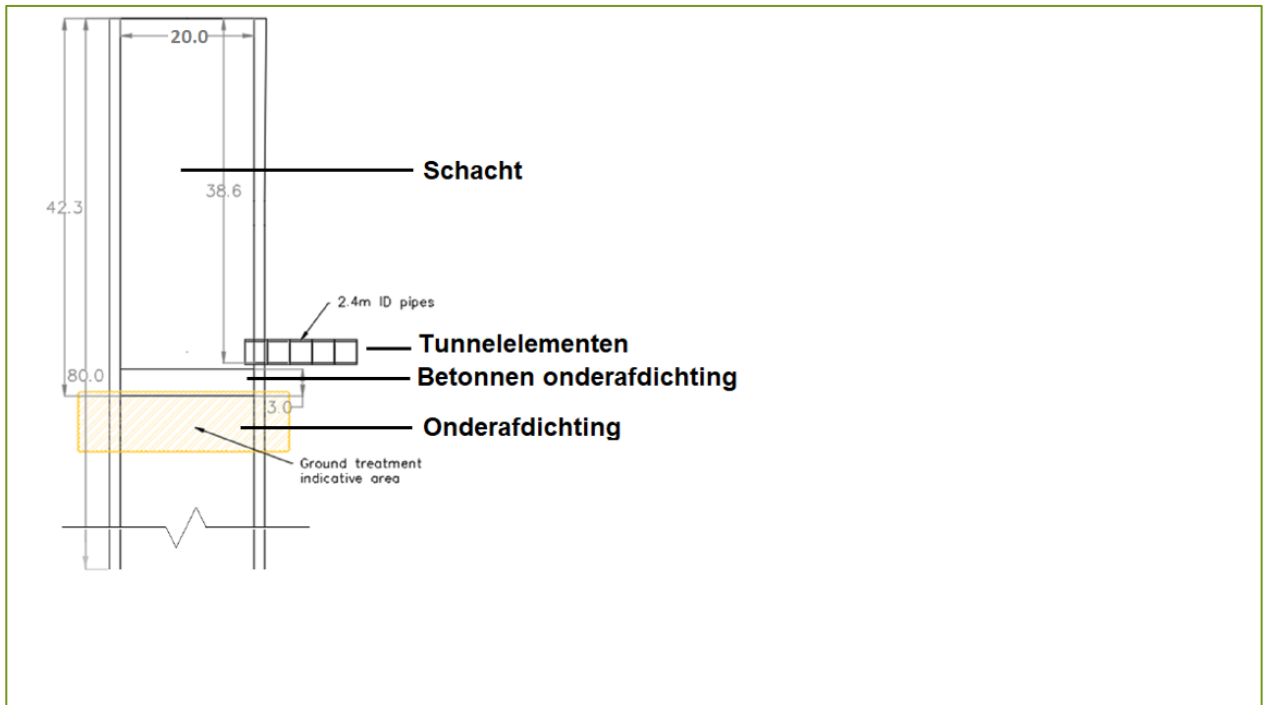 20.0
Schacht
38.6
42.3
2.4m ID pipes
Tunnelelementen
80.0
Betonnen onderafdichting
3.0
Onderafdichting
Ground treatment
indicative area